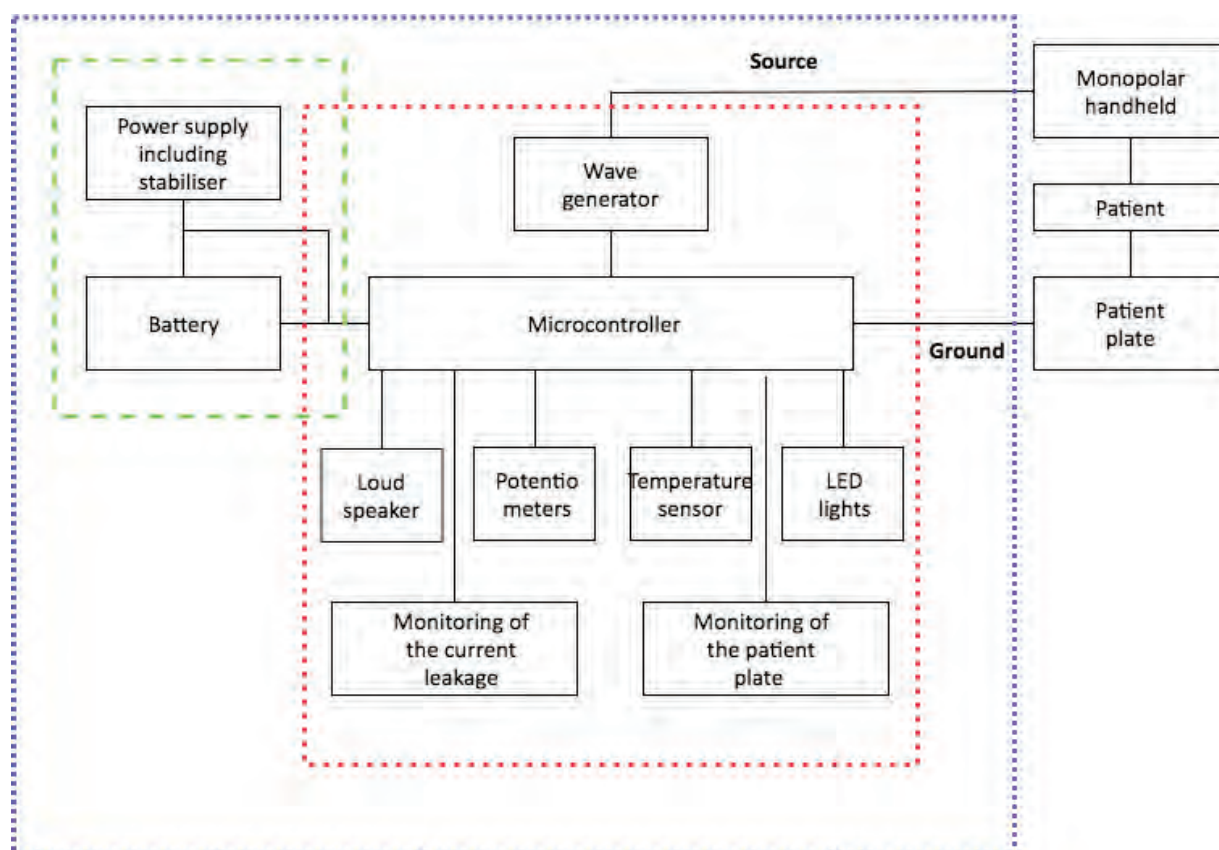 Source
Monopolar
handheld
Power supply
including
stabiliser
Wave
generator
Patient
Battery
Microcontroller
Ground
Patient
plate
Loud
speaker
Potentio
meters
Temperature
sensor
LED
lights
Monitoring of
the current
leakage
Monitoring of
the patient
plate